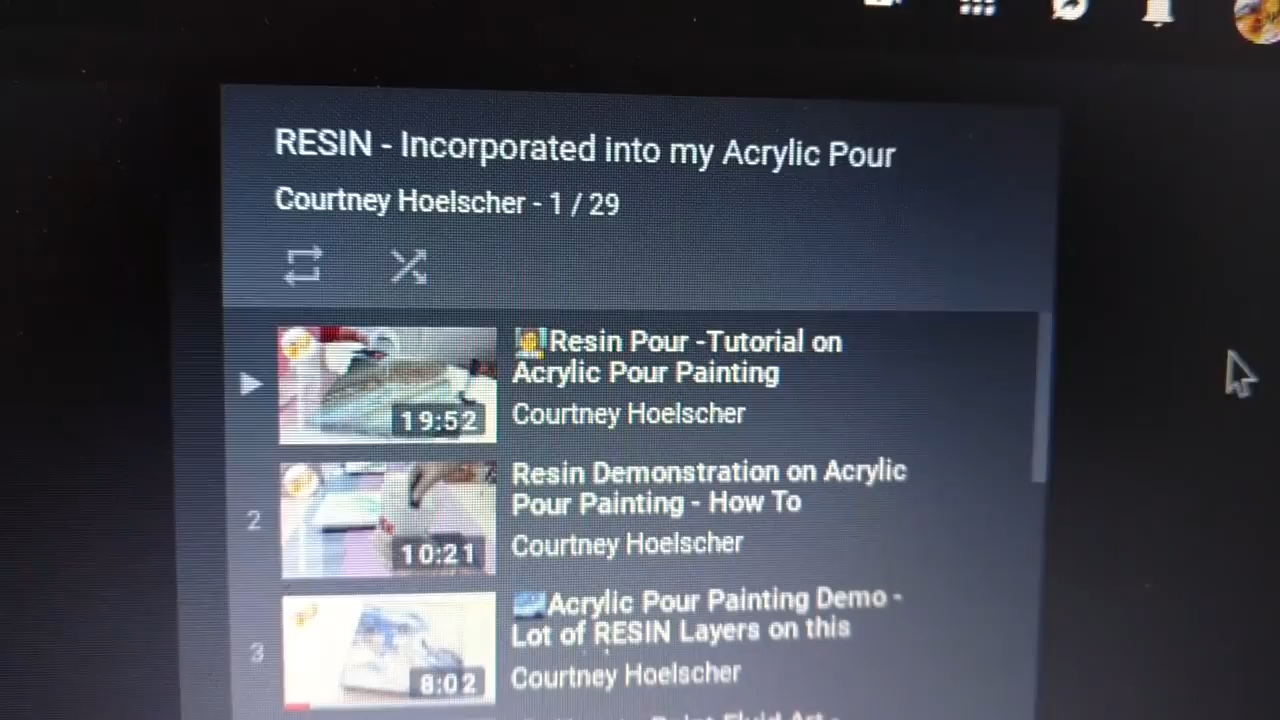 RESIN - Incorporated into my Acrylic Pour
Courtney Hoelscher - 1 / 29
Resin Pour -Tutorial on
Acrylic Pour Painting
19:52
Courtney Hoelscher
Resin Demonstration on Acrylic
Pour Painting - How To
2
10:21
Courtney Hoelscher
Acrylic Pour Painting Demo -
Lot of RESIN Layers on this
3
8:02
Courtney Hoelscher